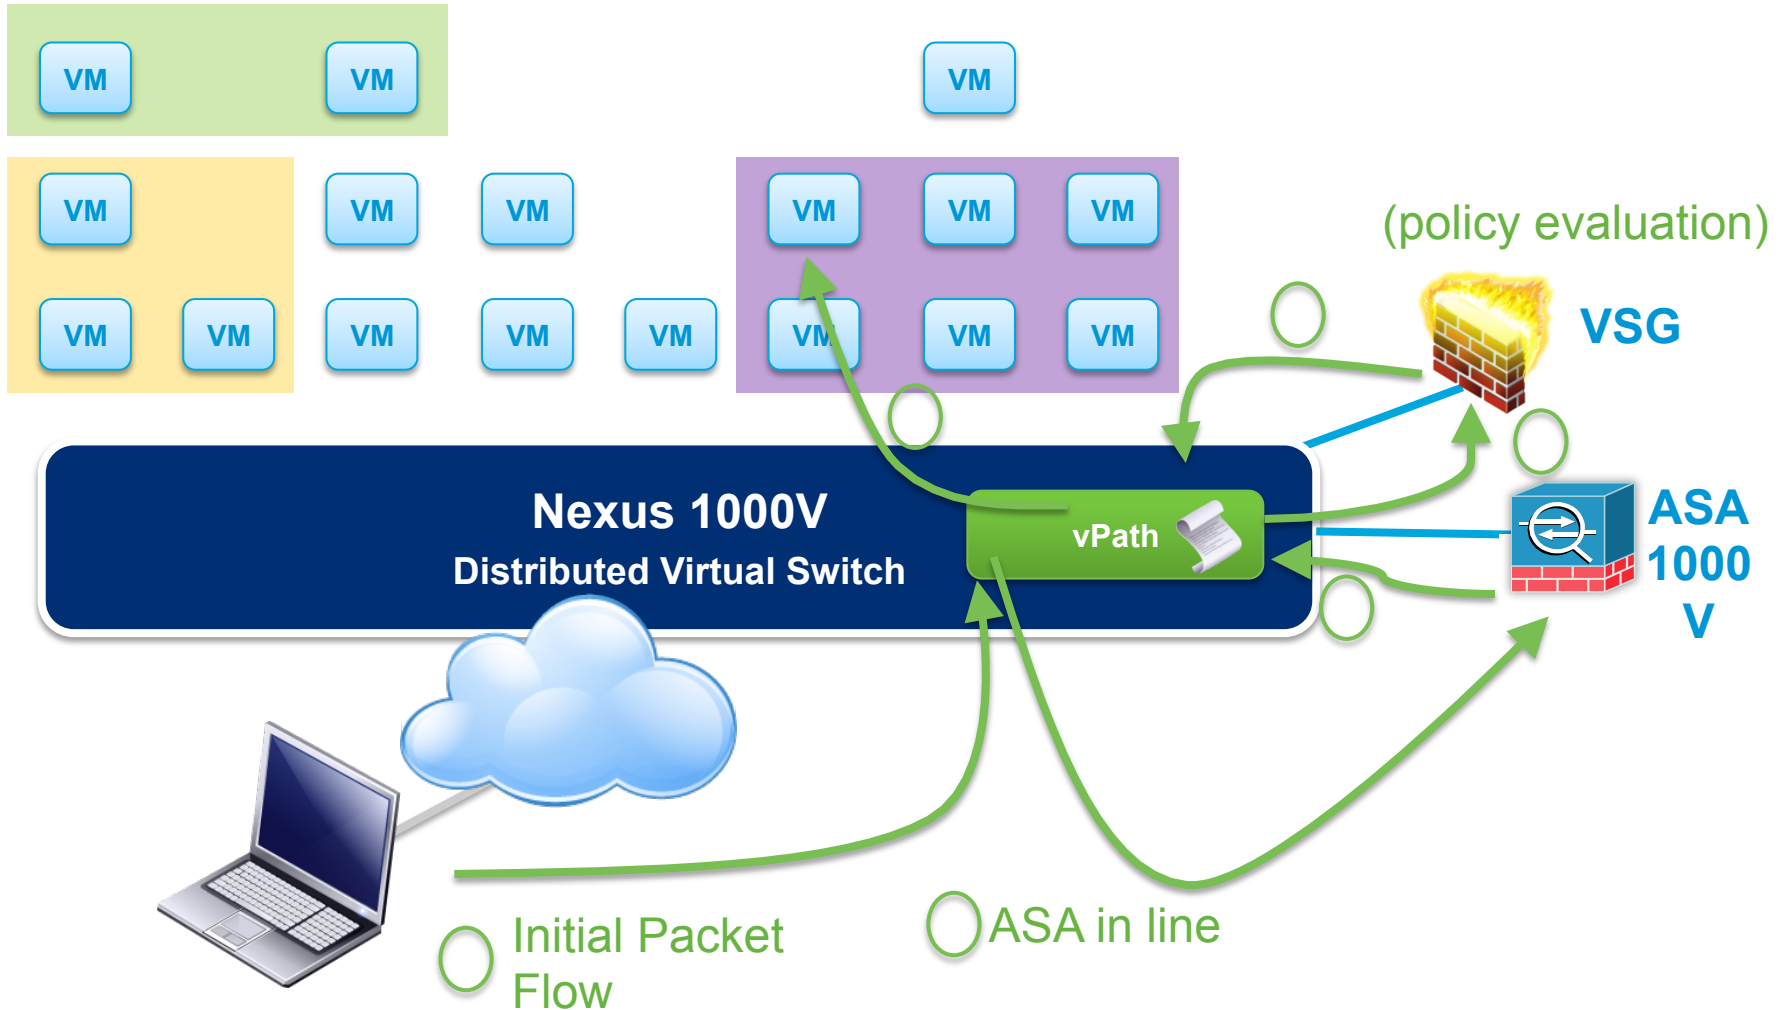 VM
VM
VM
VM
VM
VM
VM
VM
VM
(policy evaluation)
VM
VM
VM
VM
VM
VM
VM
VM
VSG
Nexus 1000V
Distributed Virtual Switch
vPath
ASA
1000
V
Initial Packet
Flow
ASA in line